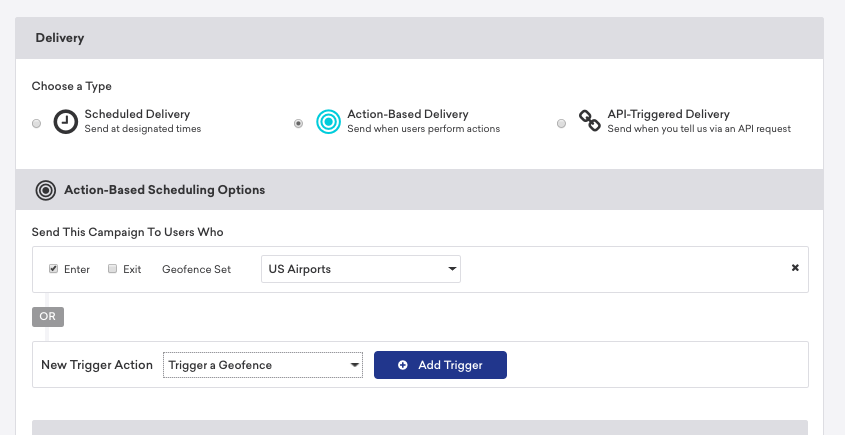 Delivery
Choose a Type
Scheduled Delivery
Send at designated times
Action-Based Delivery
Send when users perform actions
API-Triggered Delivery
Send when you tell us via an API request
Action-Based Scheduling Options
Send This Campaign To Users Who
Enter Exit Geofence Set US Airports
OR
New Trigger Action Trigger a Geofence Add Trigger